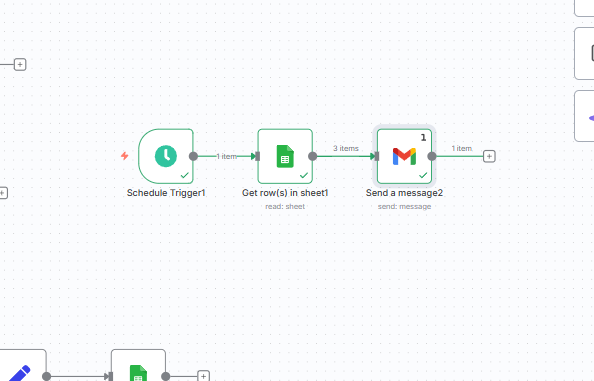 1
1 item
3 items
1 item
Schedule Trigger1
Get row(s) in sheet1
Send a message2
read: sheet
send: message